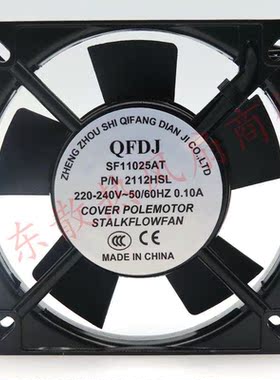 ZHENG ZHOU SHI QIFANG DIAN JI CO.,LTD
QFDJ
SF11025AT
P/N 2112HSL
220-240V~50/60HZ 0.10A
COVER POLEMOTOR
STALKFLOWFAN
CCC CE
MADE IN CHINA